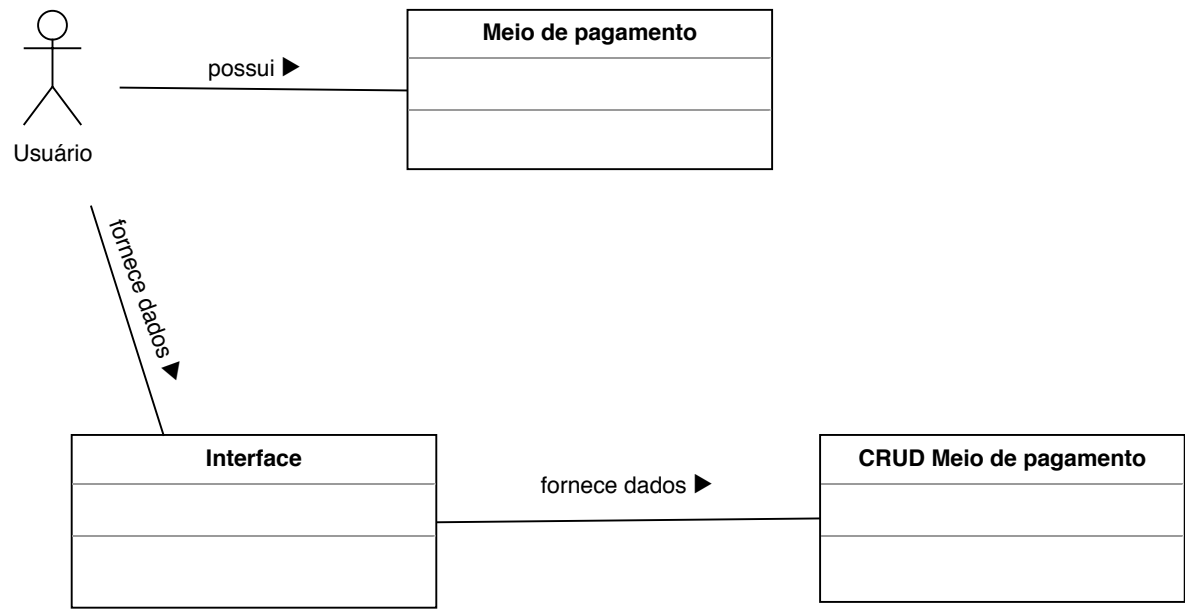 Meio de pagamento
possui ▶
Usuário
fornece dados ▶
Interface
CRUD Meio de pagamento
fornece dados ▶